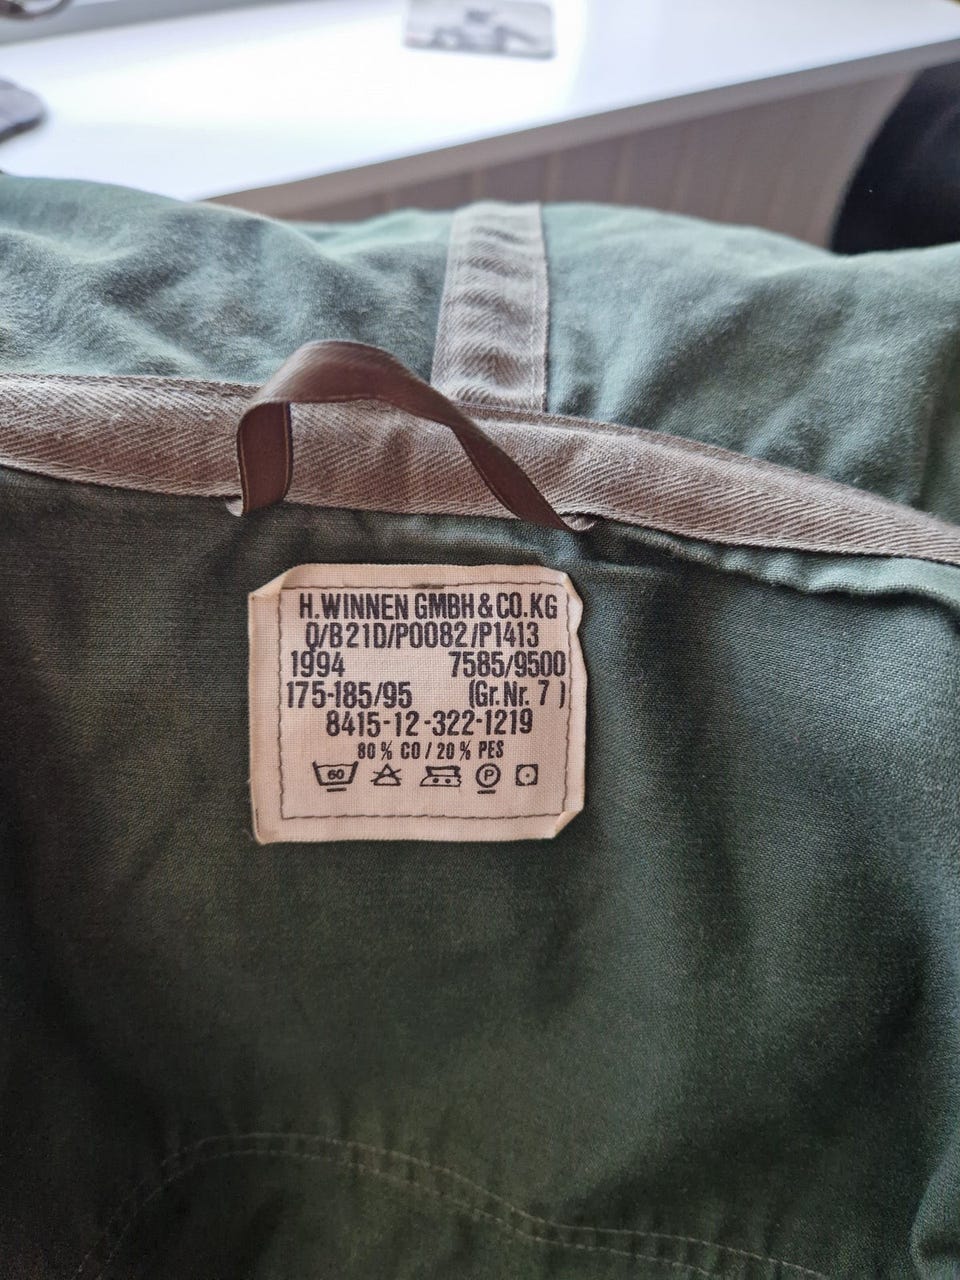 H.WINNEN GMBH & CO.KG
Q/B21D/P0082/P1413
1994 7585/9500
175-185/95 (Gr. Nr. 7)
8415-12-322-1219
80 % CO / 20 % PES
60 P